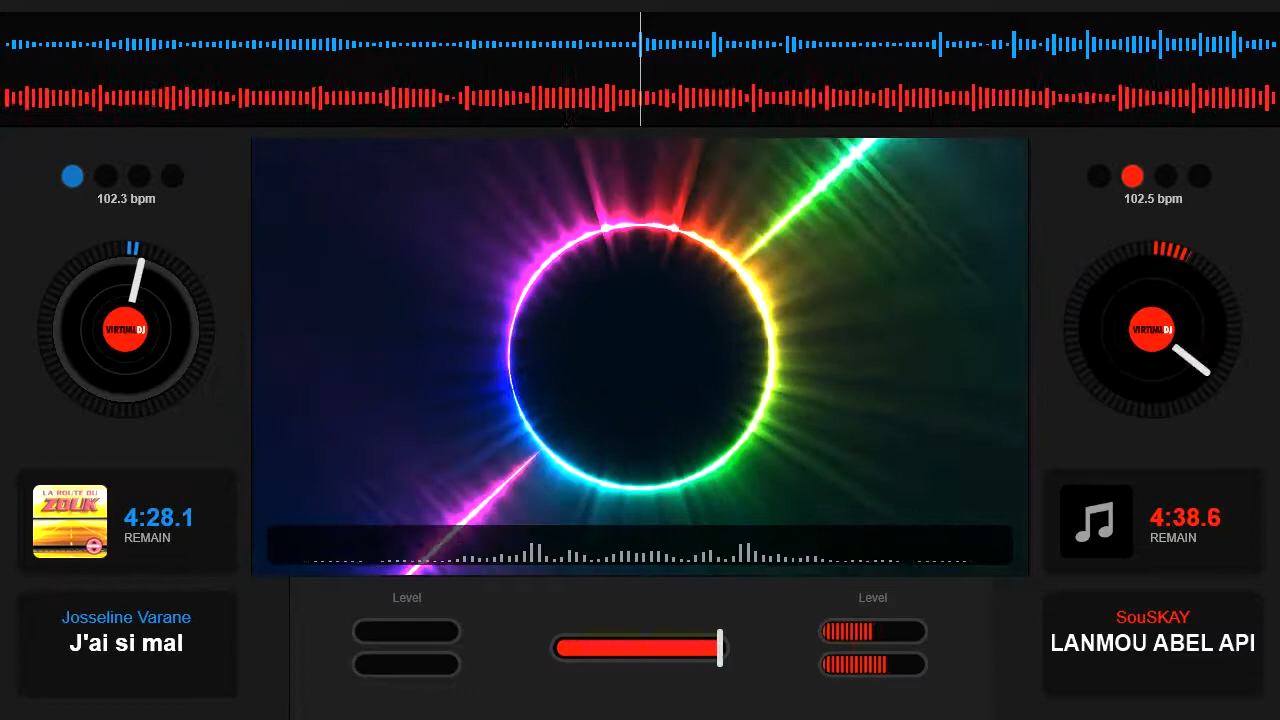 102.3 bpm
102.5 bpm
VIRTUALDJ
VIRTUALDJ
LA ROUTE DU
ZOUK
4:28.1
REMAIN
4:38.6
REMAIN
Josseline Varane
J'ai si mal
Level
Level
SouSKAY
LANMOU ABEL API